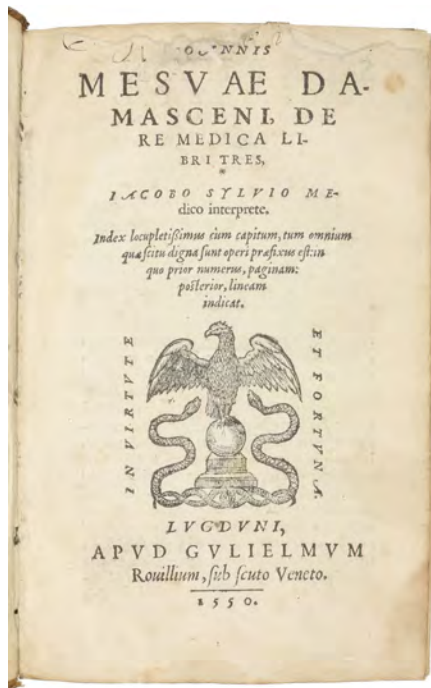 IOANNIS
MESVAE DA-
MASCENI, DE
RE MEDICA LI-
BRI TRES,
*
IACOBO SYLVIO ME-
dico interprete.
Index locupletißimus cùm capitum, tum omnium
quæ scitu digna sunt operi præfixus est: in
quo prior numerus, paginam:
posterior, lineam
indicat.
IN VIRTVTE
ET FORTVNA.
LVGDVNI,
APVD GVLIELMVM
Rouillium, sub scuto Veneto.
1550.